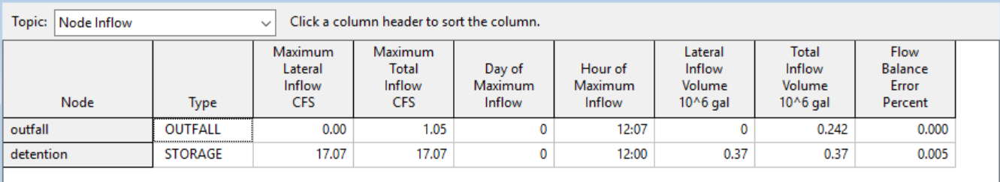 Topic: Node Inflow Click a column header to sort the column.
Node Type Maximum Lateral Inflow CFS Maximum Total Inflow CFS Day of Maximum Inflow Hour of Maximum Inflow Lateral Inflow Volume 10^6 gal Total Inflow Volume 10^6 gal Flow Balance Error Percent
outfall OUTFALL 0.00 1.05 0 12:07 0 0.242 0.000
detention STORAGE 17.07 17.07 0 12:00 0.37 0.37 0.005